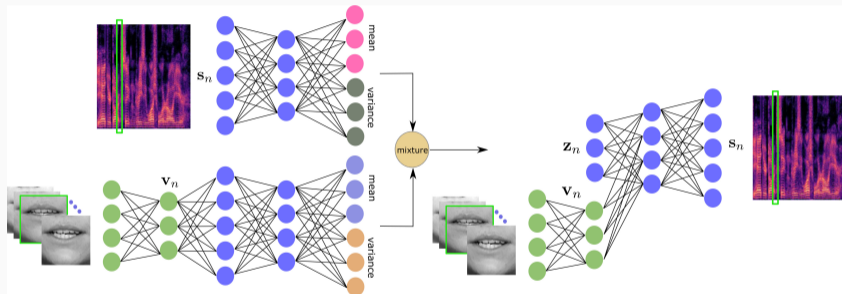 mean
s_n
variance
mixture
z_n
s_n
v_n
v_n
mean
variance